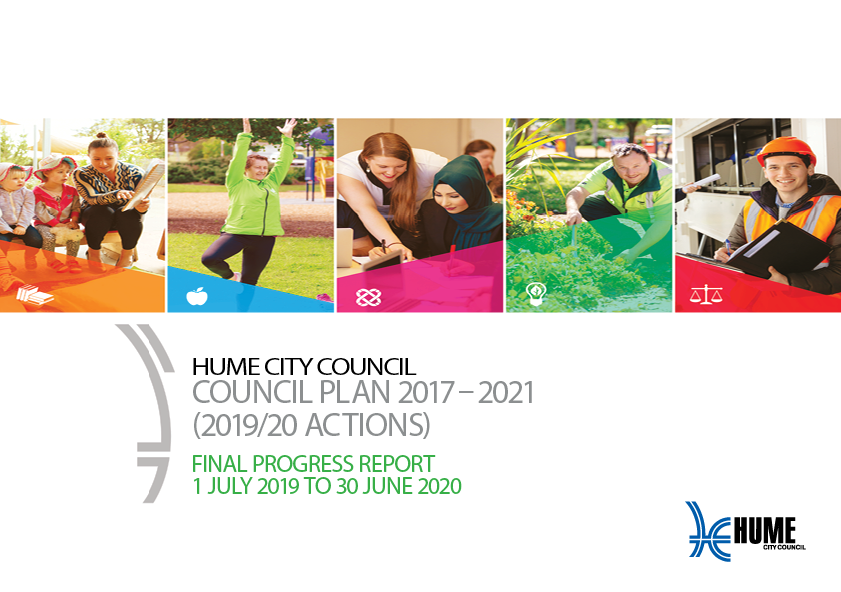 HUME CITY COUNCIL
COUNCIL PLAN 2017 – 2021
(2019/20 ACTIONS)
FINAL PROGRESS REPORT
1 JULY 2019 TO 30 JUNE 2020
HUME
CITY COUNCIL